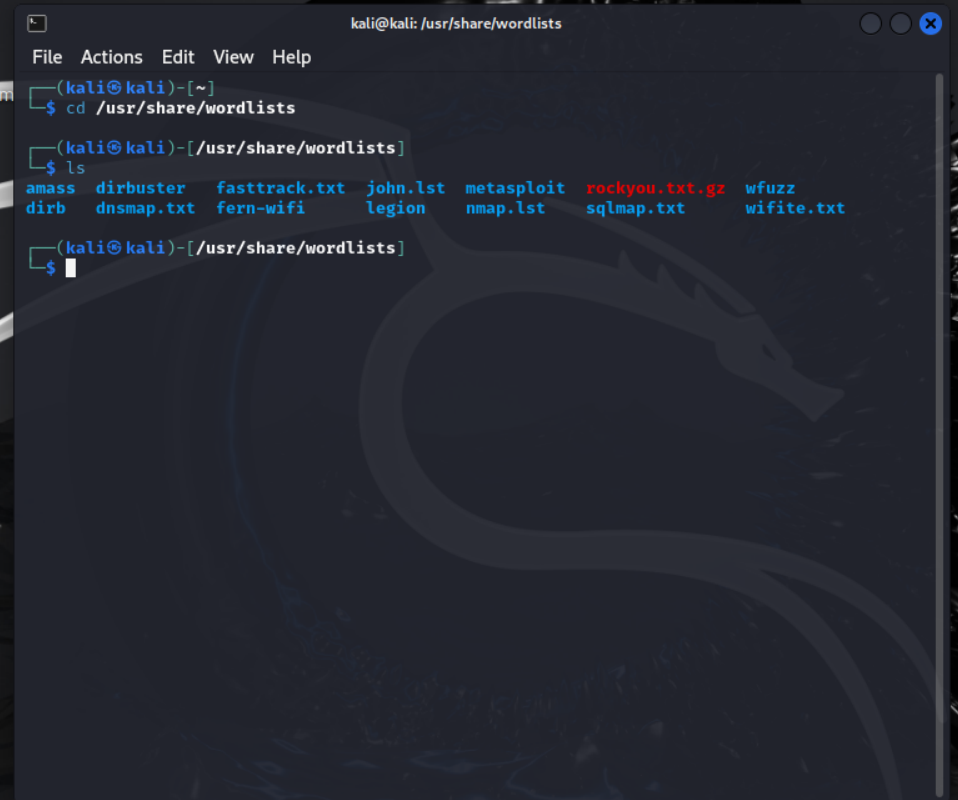 kali@kali: /usr/share/wordlists
File Actions Edit View Help
┌──(kali㉿kali)-[~]
└─$ cd /usr/share/wordlists
┌──(kali㉿kali)-[/usr/share/wordlists]
└─$ ls
amass dirbuster fasttrack.txt john.lst metasploit rockyou.txt.gz wfuzz
dirb dnsmap.txt fern-wifi legion nmap.lst sqlmap.txt wifite.txt
┌──(kali㉿kali)-[/usr/share/wordlists]
└─$